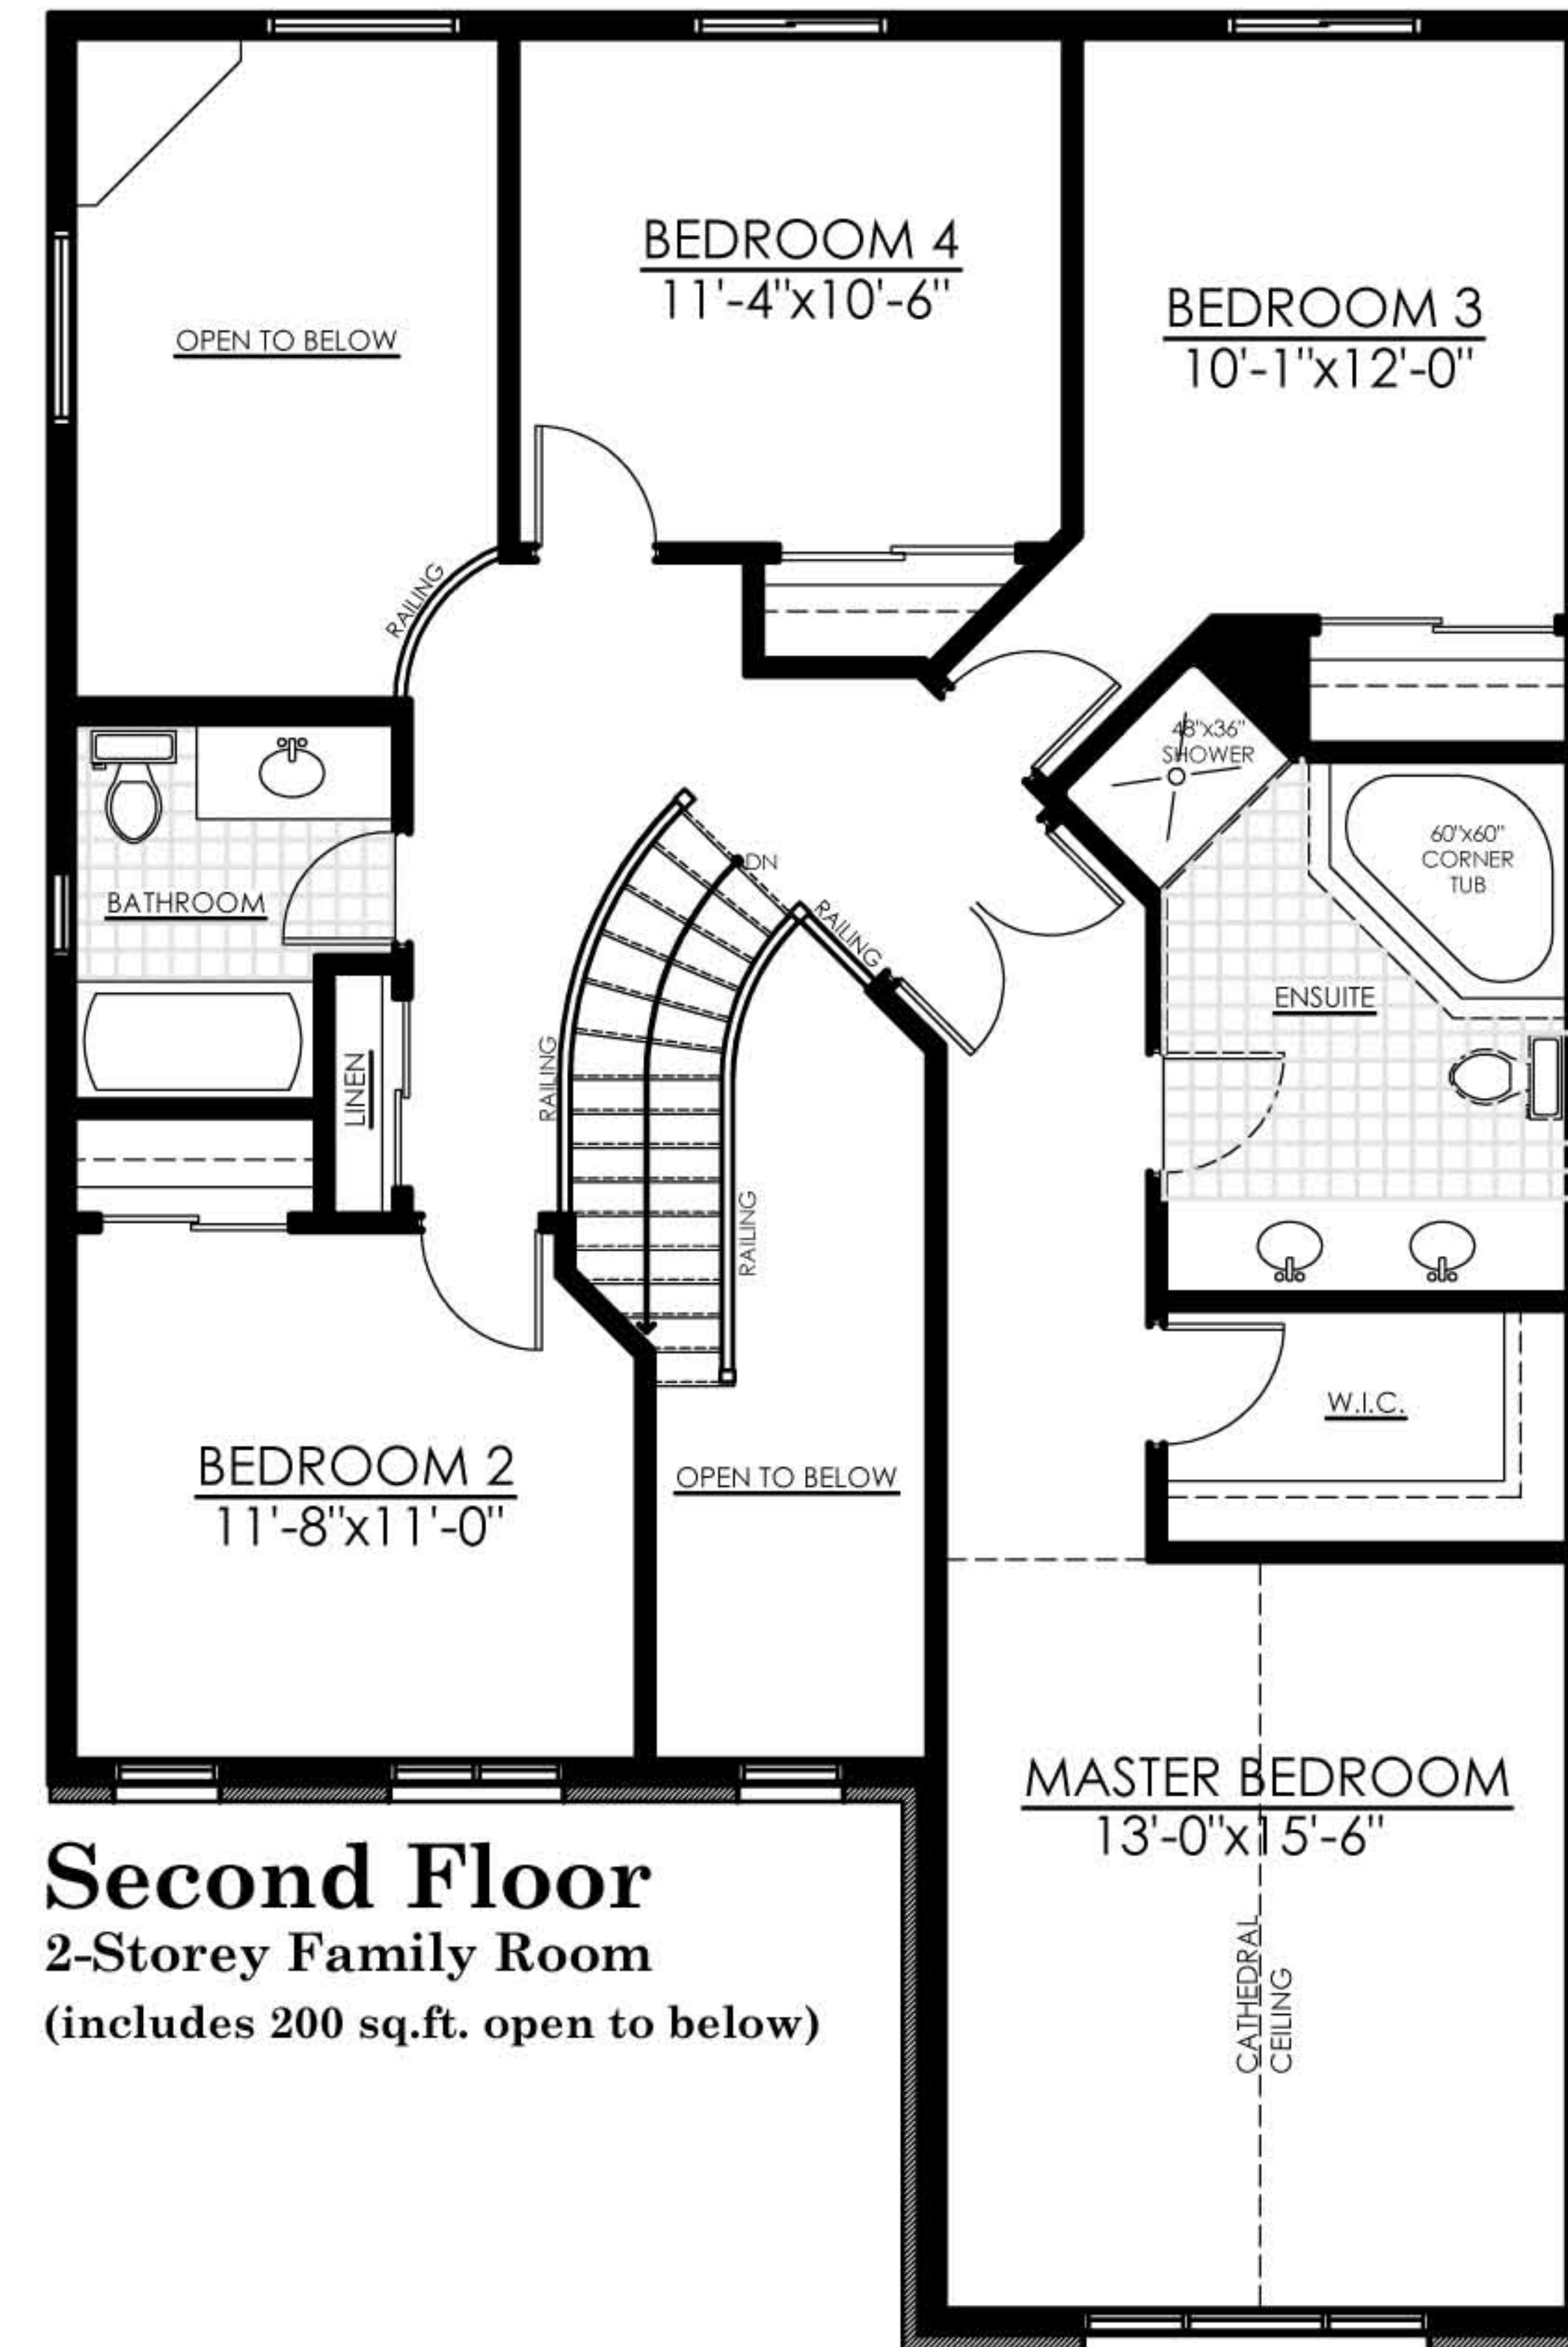 BEDROOM 4
11'-4"x10'-6"
BEDROOM 3
10'-1"x12'-0"
OPEN TO BELOW
RAILING
48"x36"
SHOWER
60"x60"
CORNER
TUB
DN
RAILING
BATHROOM
ENSUITE
LINEN
RAILING
RAILING
W.I.C.
BEDROOM 2
11'-8"x11'-0"
OPEN TO BELOW
MASTER BEDROOM
13'-0"x15'-6"
CATHEDRAL
CEILING
Second Floor
2-Storey Family Room
(includes 200 sq.ft. open to below)